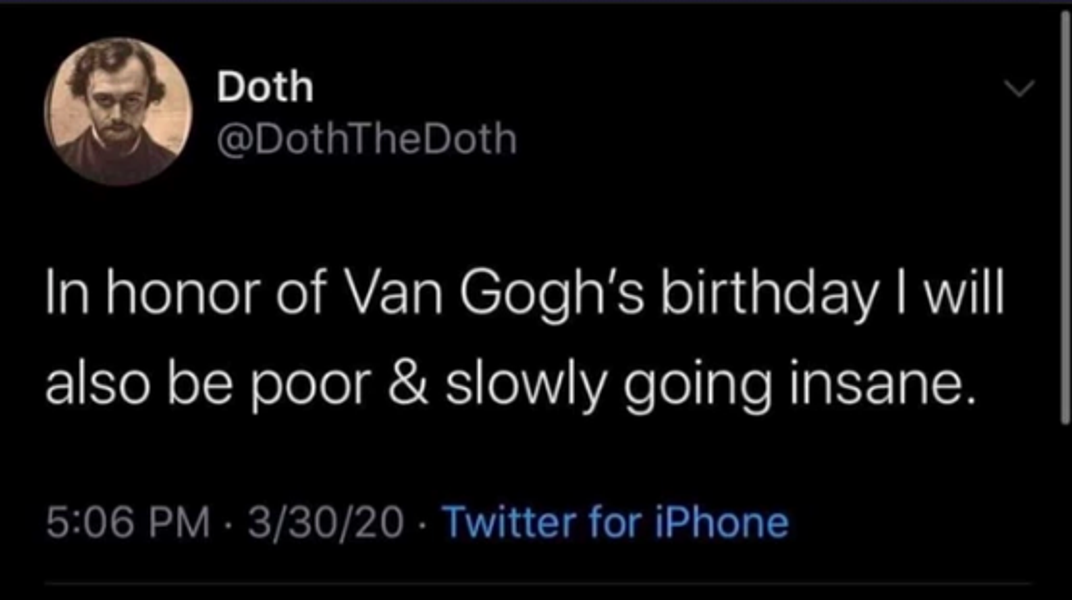 Doth
@DothTheDoth
In honor of Van Gogh’s birthday I will
also be poor & slowly going insane.
5:06 PM · 3/30/20 · Twitter for iPhone